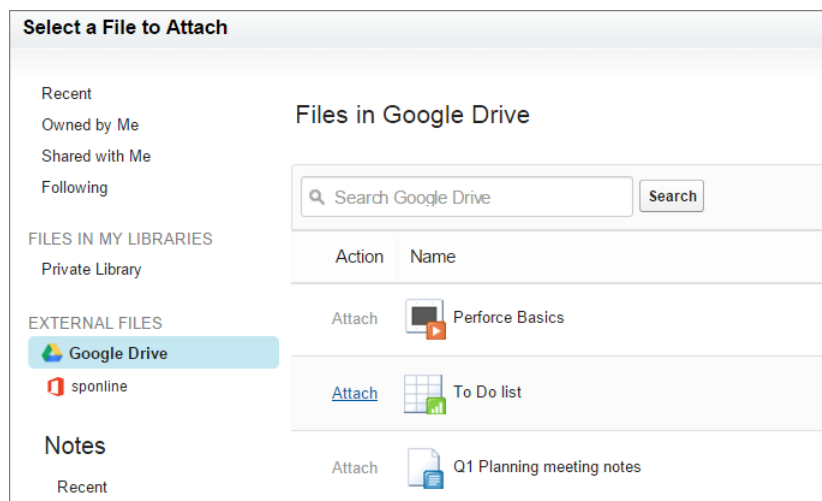 Select a File to Attach
Recent
Owned by Me
Shared with Me
Following
FILES IN MY LIBRARIES
Private Library
EXTERNAL FILES
Google Drive
sponline
Notes
Recent
Files in Google Drive
Search Google Drive
Search
Action Name
Attach Perforce Basics
Attach To Do list
Attach Q1 Planning meeting notes